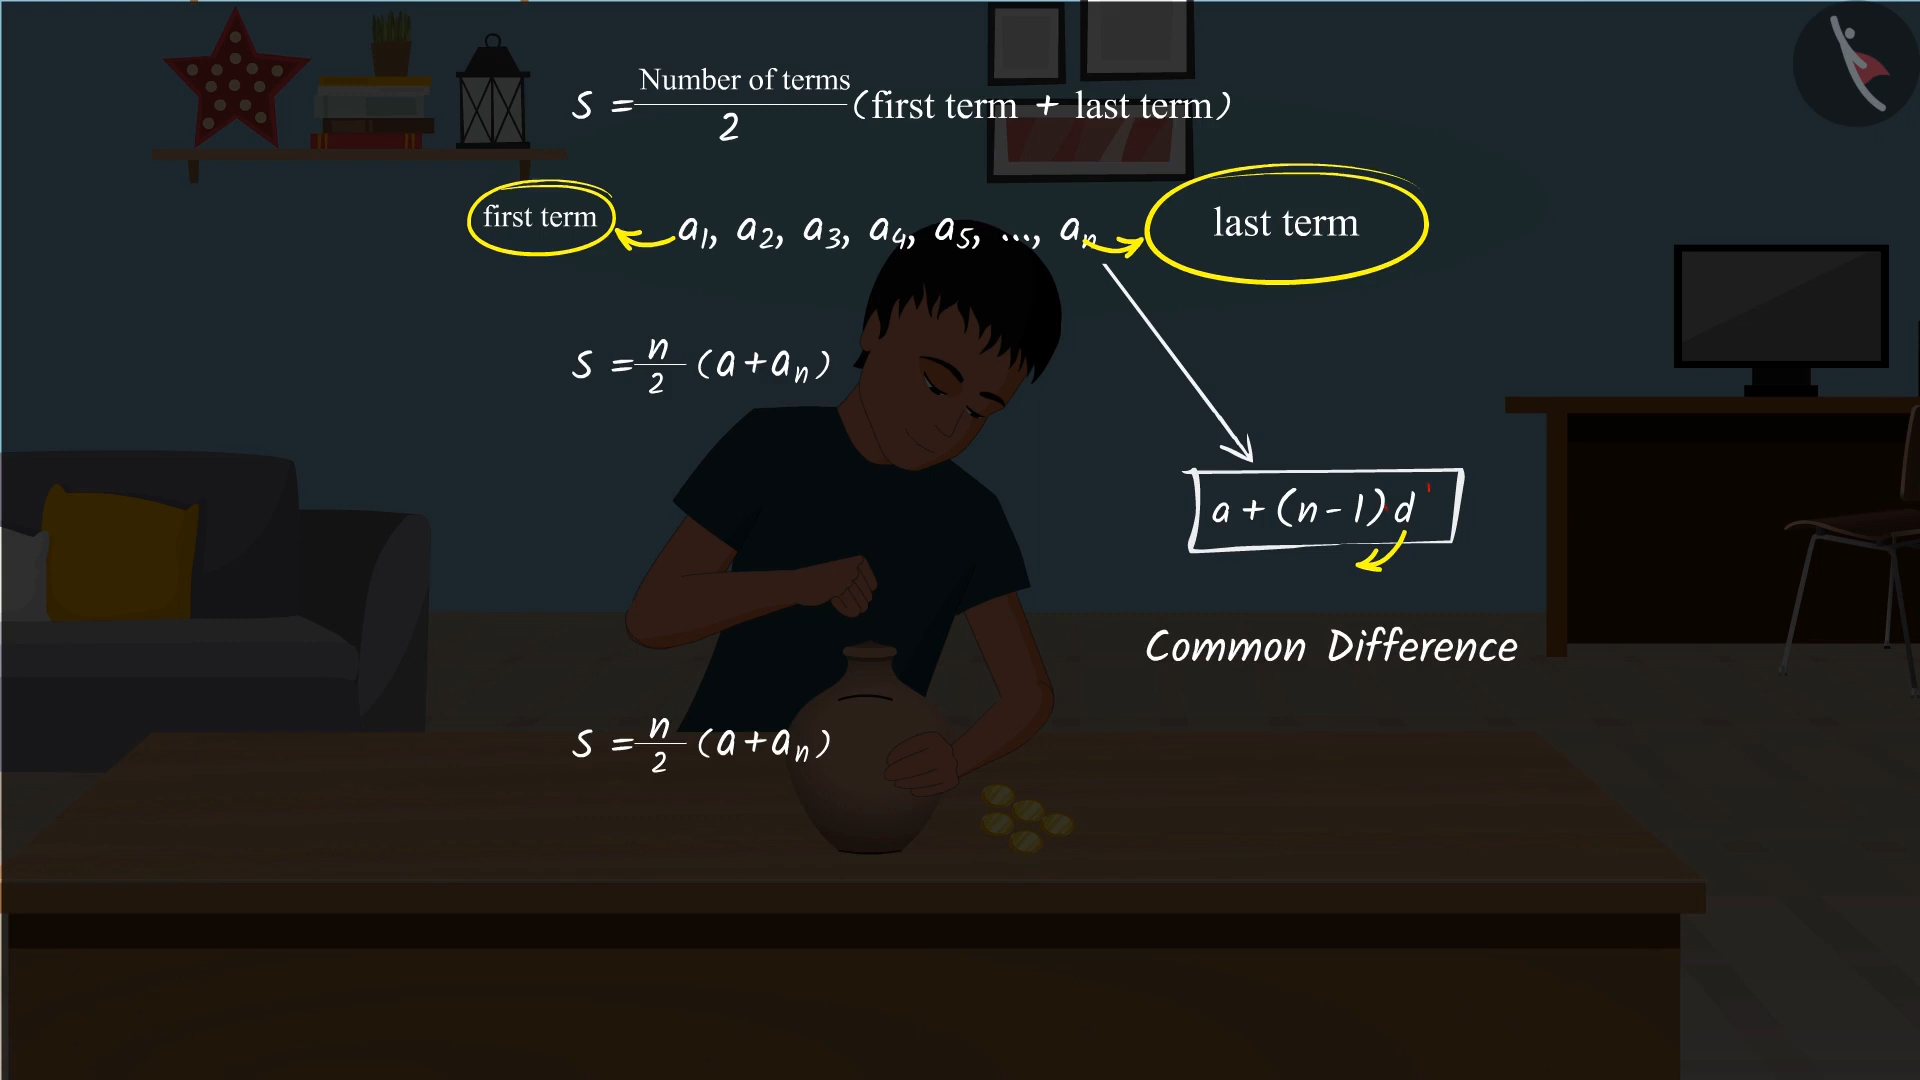 S = Number of terms / 2 (first term + last term)
first term a₁, a₂, a₃, a₄, a₅, ..., aₙ last term
S = n/2 (a+aₙ)
a + (n - 1) d
Common Difference
S = n/2 (a+aₙ)